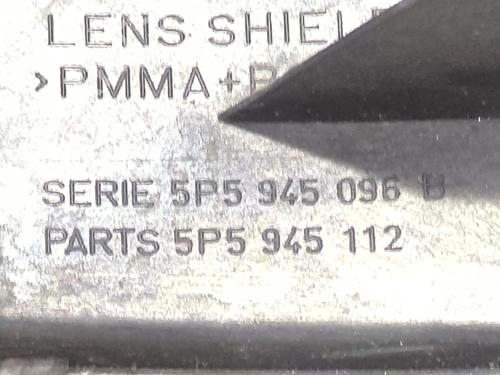 LENS SHIEL
>PMMA+
SERIE 5P5 945 096 B
PARTS 5P5 945 112